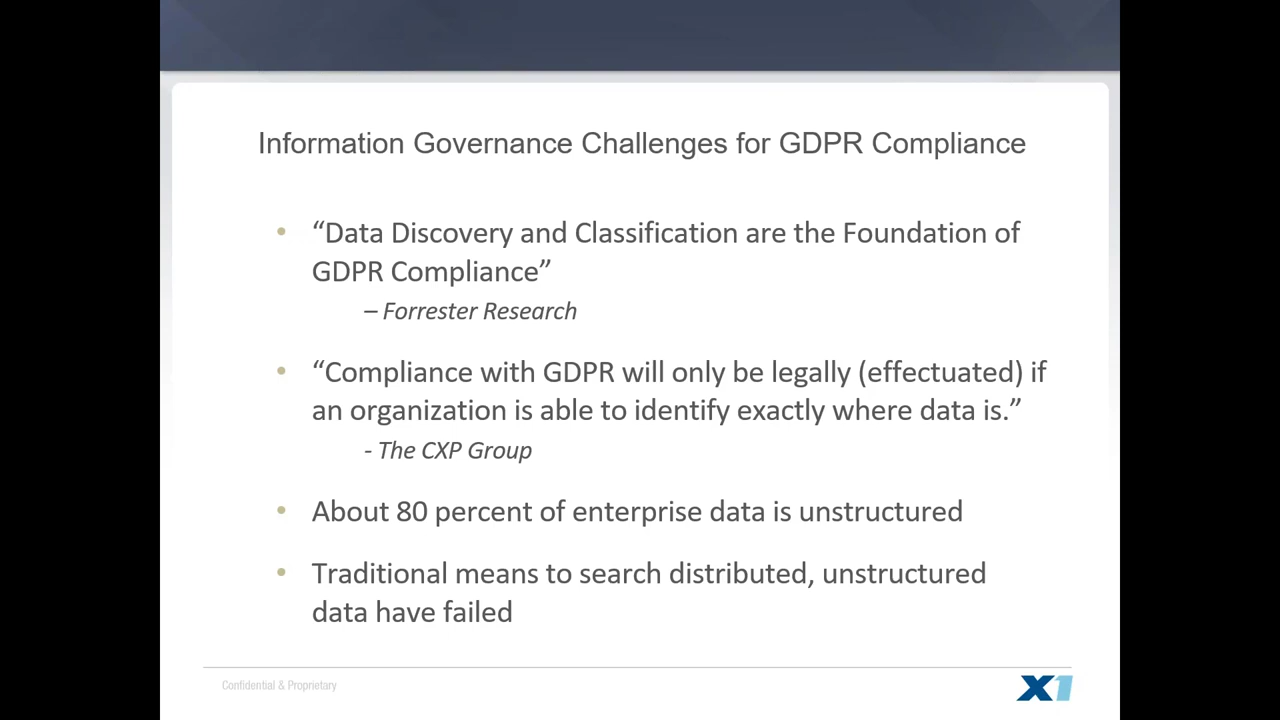 Information Governance Challenges for GDPR Compliance
• “Data Discovery and Classification are the Foundation of
GDPR Compliance”
– Forrester Research
• “Compliance with GDPR will only be legally (effectuated) if
an organization is able to identify exactly where data is.”
- The CXP Group
• About 80 percent of enterprise data is unstructured
• Traditional means to search distributed, unstructured
data have failed
Confidential & Proprietary
X1